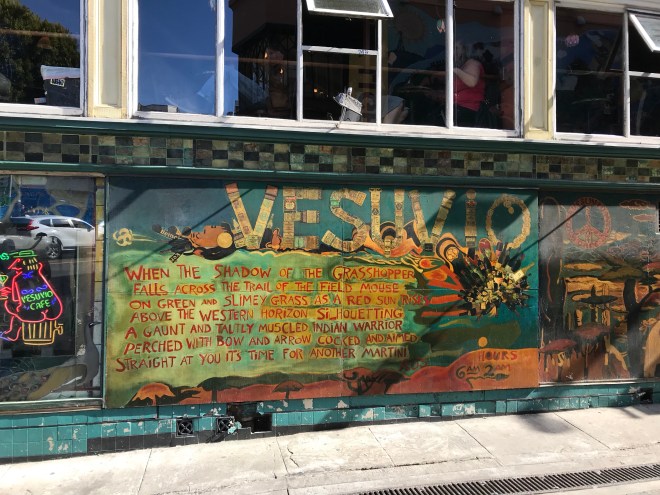 VESUVIO
WHEN THE SHADOW OF THE GRASSHOPPER
FALLS ACROSS THE TRAIL OF THE FIELD MOUSE
ON GREEN AND SLIMEY GRASS AS A RED SUN RISES
ABOVE THE WESTERN HORIZON SILHOUETTING
A GAUNT AND TAUTLY MUSCLED INDIAN WARRIOR
PERCHED WITH BOW AND ARROW COCKED AND AIMED
STRAIGHT AT YOU ITS TIME FOR ANOTHER MARTINI
HOURS
6AM 2AM
VESUVIO
CAFE